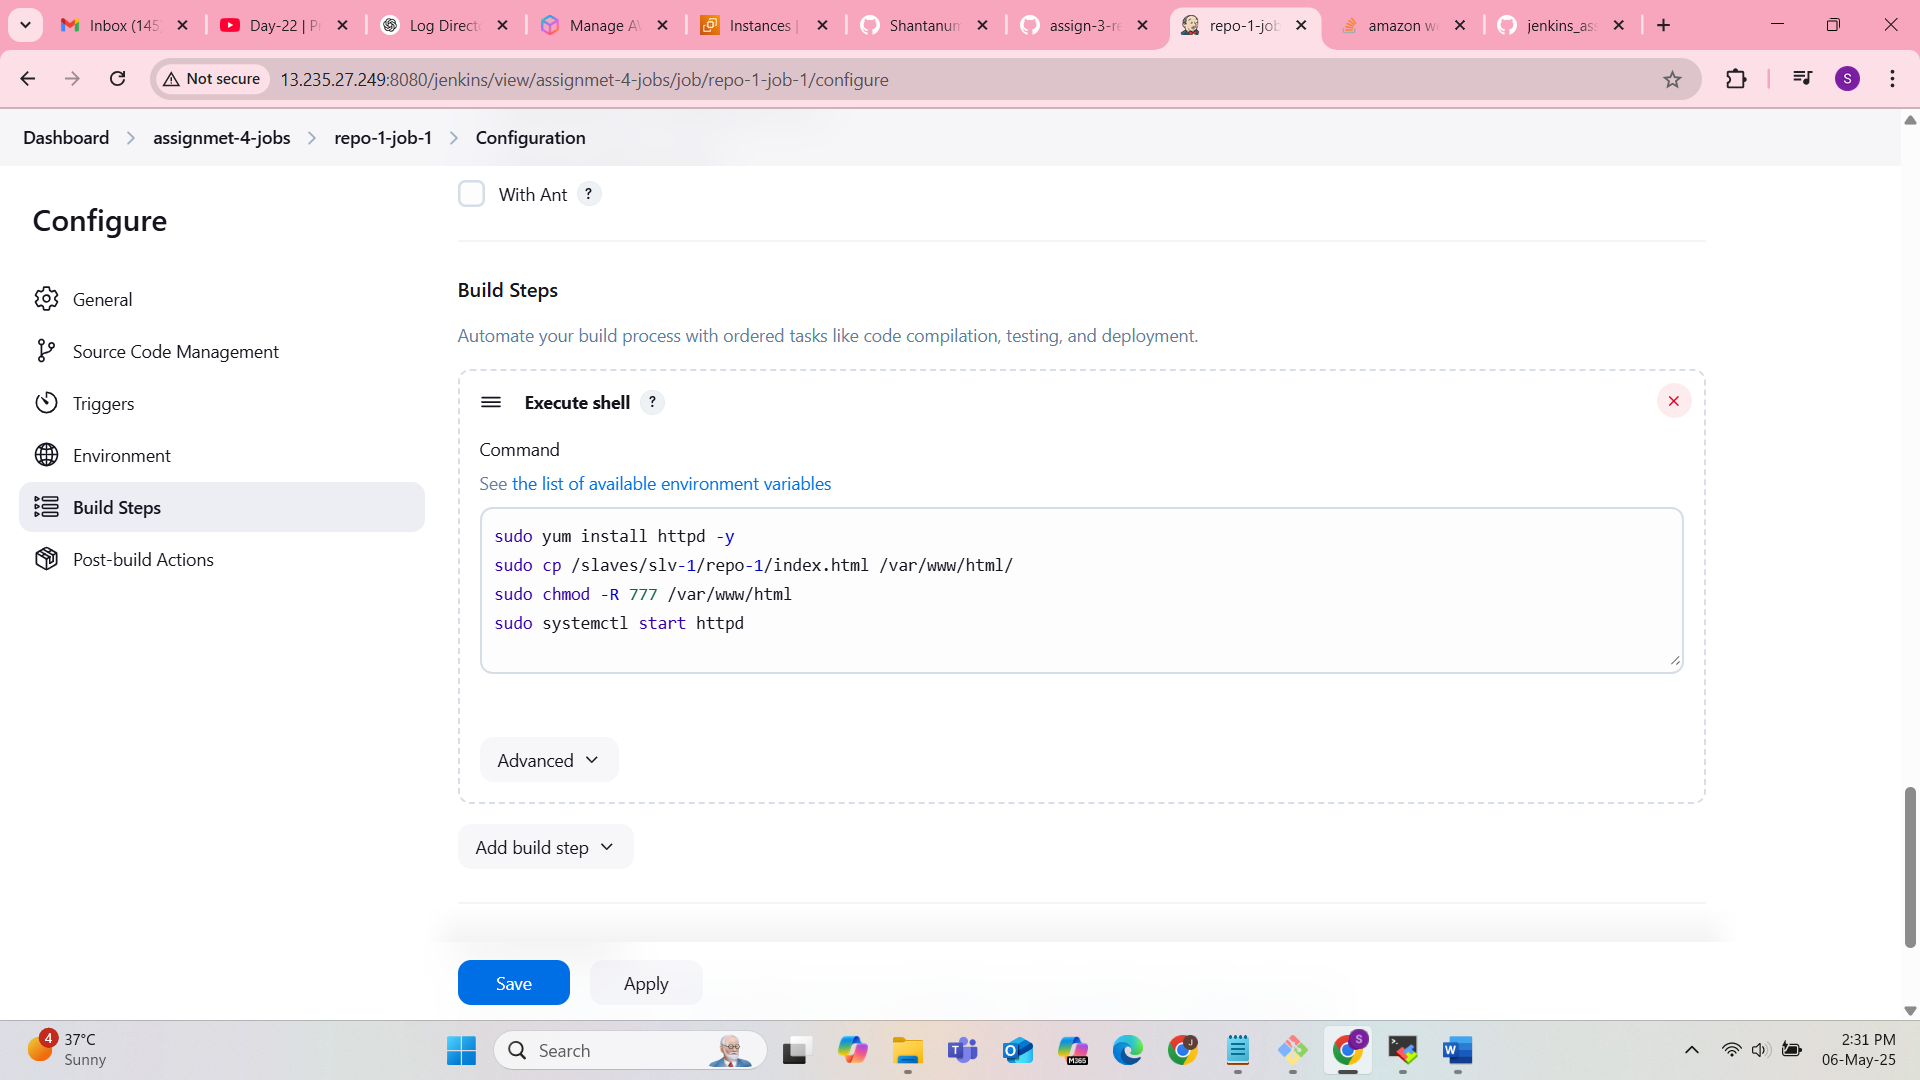 Inbox (145
Day-22 | P
Log Direct
Manage A
Instances |
Shantanum
assign-3-re
repo-1-job
amazon w
jenkins_ass
Not secure
13.235.27.249:8080/jenkins/view/assignmet-4-jobs/job/repo-1-job-1/configure
S
Dashboard
assignmet-4-jobs
repo-1-job-1
Configuration
Configure
General
Source Code Management
Triggers
Environment
Build Steps
Post-build Actions
With Ant ?
Build Steps
Automate your build process with ordered tasks like code compilation, testing, and deployment.
Execute shell ?
Command
See the list of available environment variables
sudo yum install httpd -y
sudo cp /slaves/slv-1/repo-1/index.html /var/www/html/
sudo chmod -R 777 /var/www/html
sudo systemctl start httpd
Advanced
Add build step
Save
Apply
4
37°C
Sunny
Search
M365
J
S
2:31 PM
06-May-25